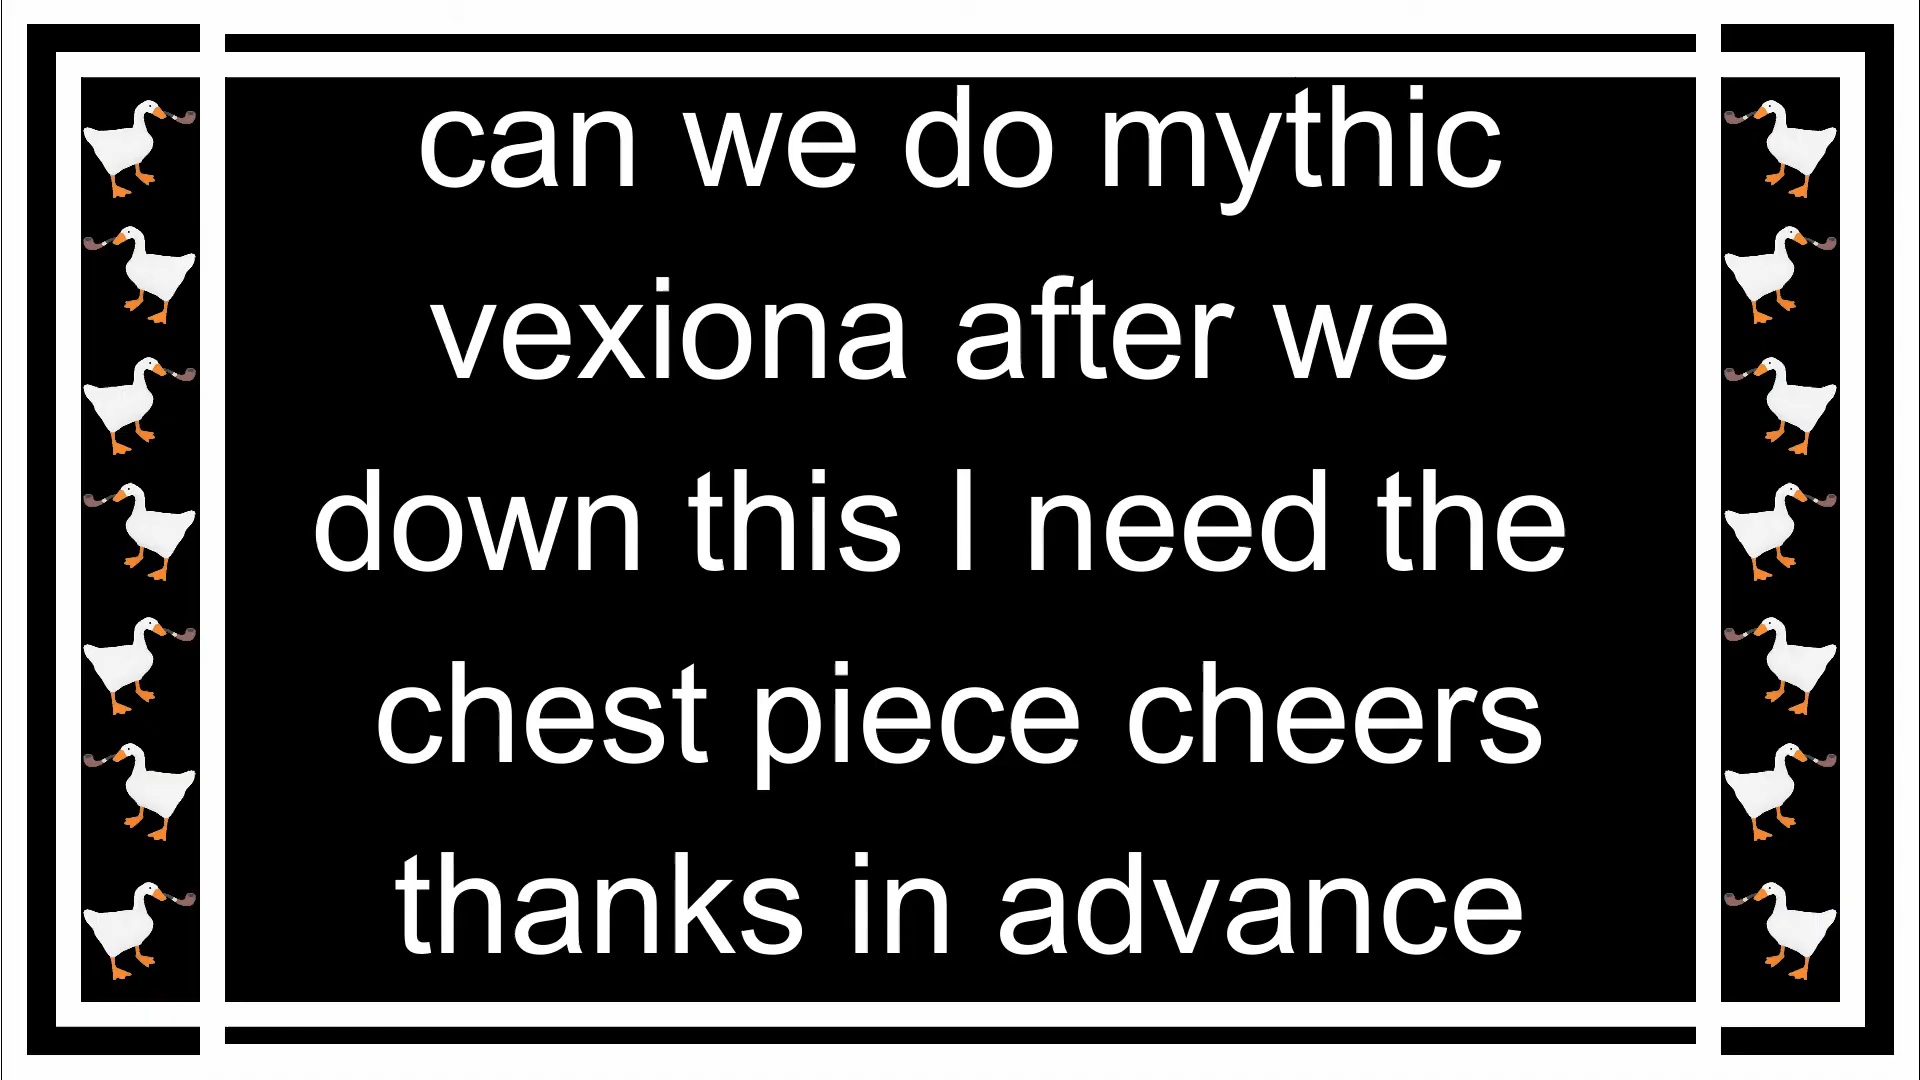 can we do mythic
vexiona after we
down this I need the
chest piece cheers
thanks in advance